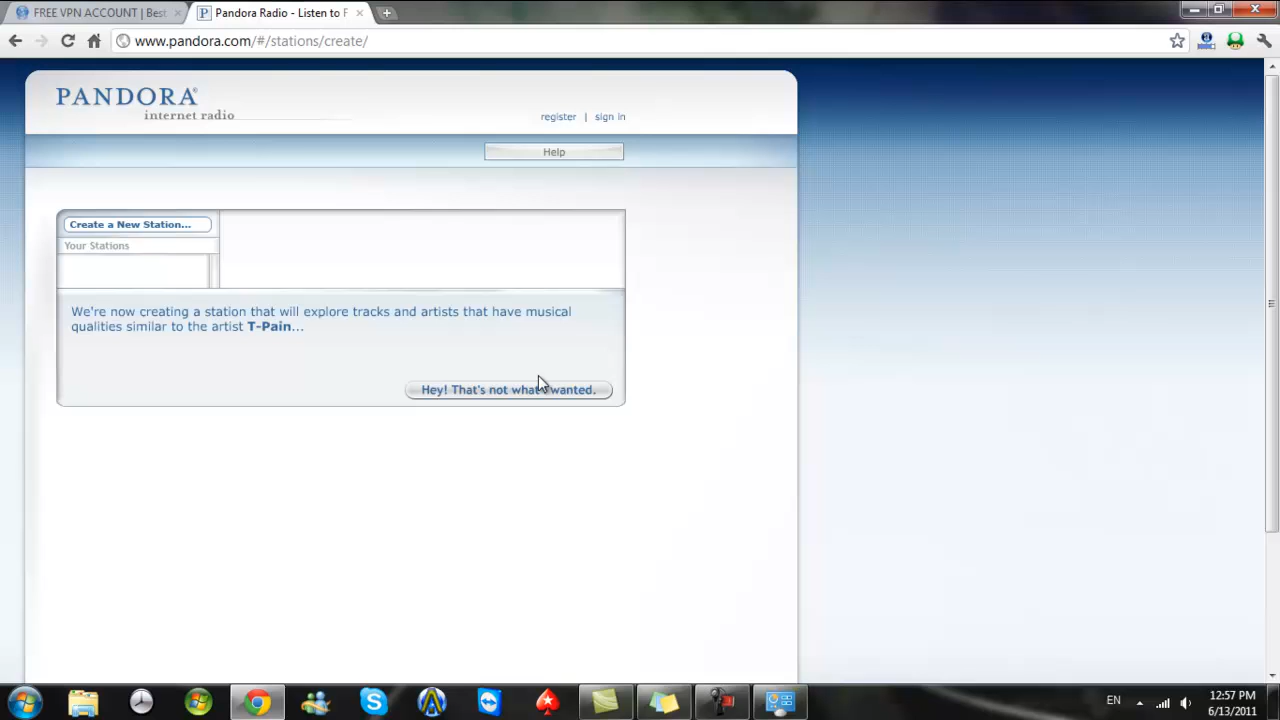 FREE VPN ACCOUNT | Best
Pandora Radio - Listen to F
www.pandora.com/#/stations/create/
PANDORA®
internet radio
register | sign in
Help
Create a New Station...
Your Stations
We're now creating a station that will explore tracks and artists that have musical
qualities similar to the artist T-Pain...
Hey! That's not what wanted.
EN
12:57 PM
6/13/2011